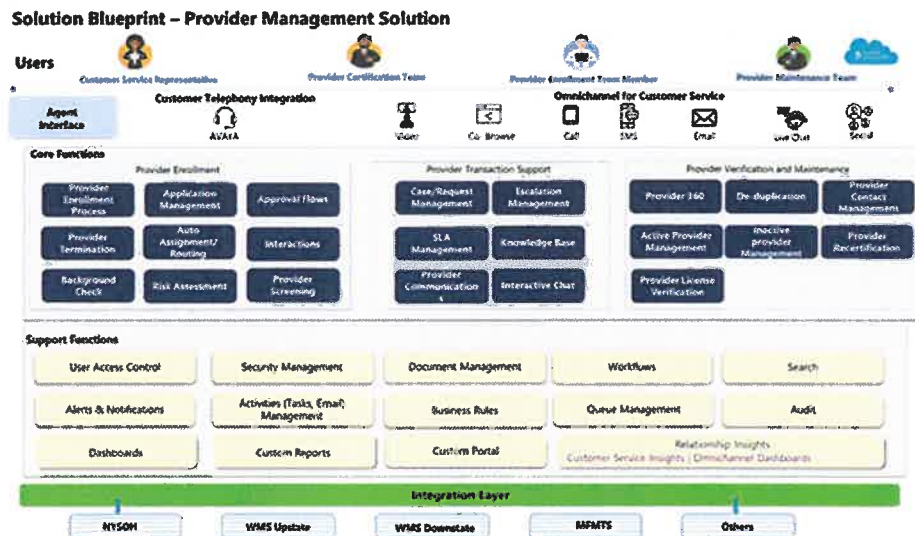 Solution Blueprint – Provider Management Solution
Users
Customer Service Representative
Provider Certification Team
Provider Enrollment Team Member
Provider Maintenance Team
Agent
Interface
Customer Telephony Integration
Omnichannel for Customer Service
AVAYA
Video
Co-Browse
Call
SMS
Email
Live Chat
Social
Core Functions
Provider Enrollment
Provider Transaction Support
Provider Verification and Maintenance
Provider
Enrollment
Process
Application
Management
Approval Flows
Case/Request
Management
Escalation
Management
Provider 360
De-duplication
Provider
Contact
Management
Provider
Termination
Auto
Assignment/
Routing
Interactions
SLA
Management
Knowledge Base
Active Provider
Management
Inactive
provider
Management
Provider
Recertification
Background
Check
Risk Assessment
Provider
Screening
Provider
Communication
s
Interactive Chat
Provider License
Verification
Support Functions
User Access Control
Security Management
Document Management
Workflows
Search
Alerts & Notifications
Activities (Tasks, Email)
Management
Business Rules
Queue Management
Audit
Dashboards
Custom Reports
Custom Portal
Relationship Insights
Customer Service Insights | Omnichannel Dashboards
Integration Layer
NYSOH
WMS Upstate
WMS Downstate
MFMTS
Others